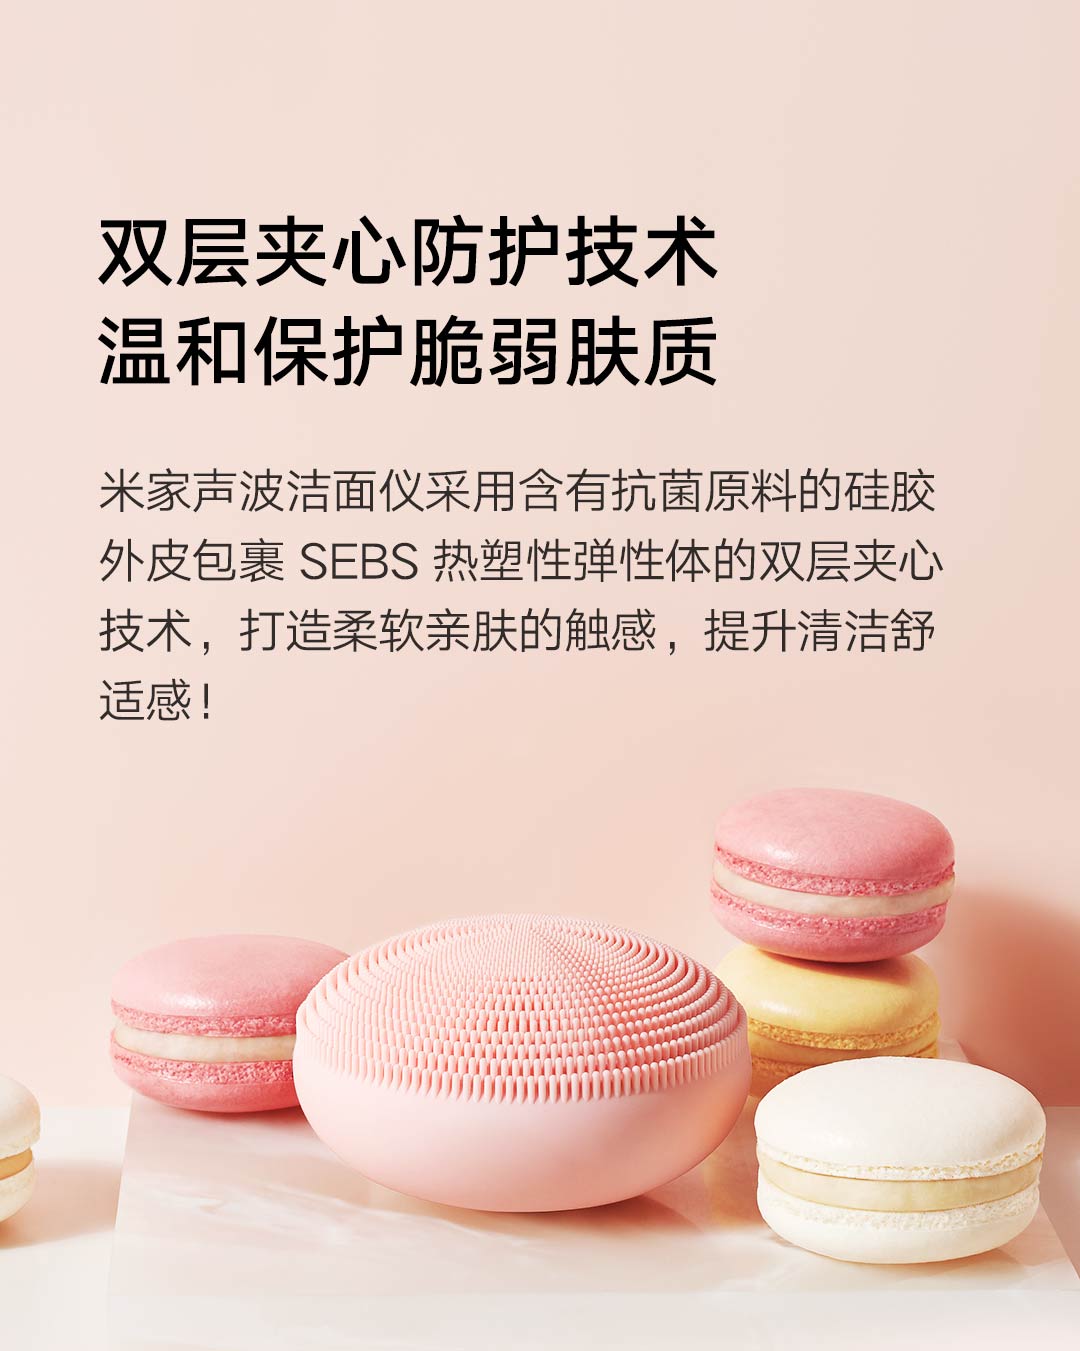 双层夹心防护技术
温和保护脆弱肤质
米家声波洁面仪采用含有抗菌原料的硅胶
外皮包裹 SEBS 热塑性弹性体的双层夹心
技术，打造柔软亲肤的触感，提升清洁舒
适感！